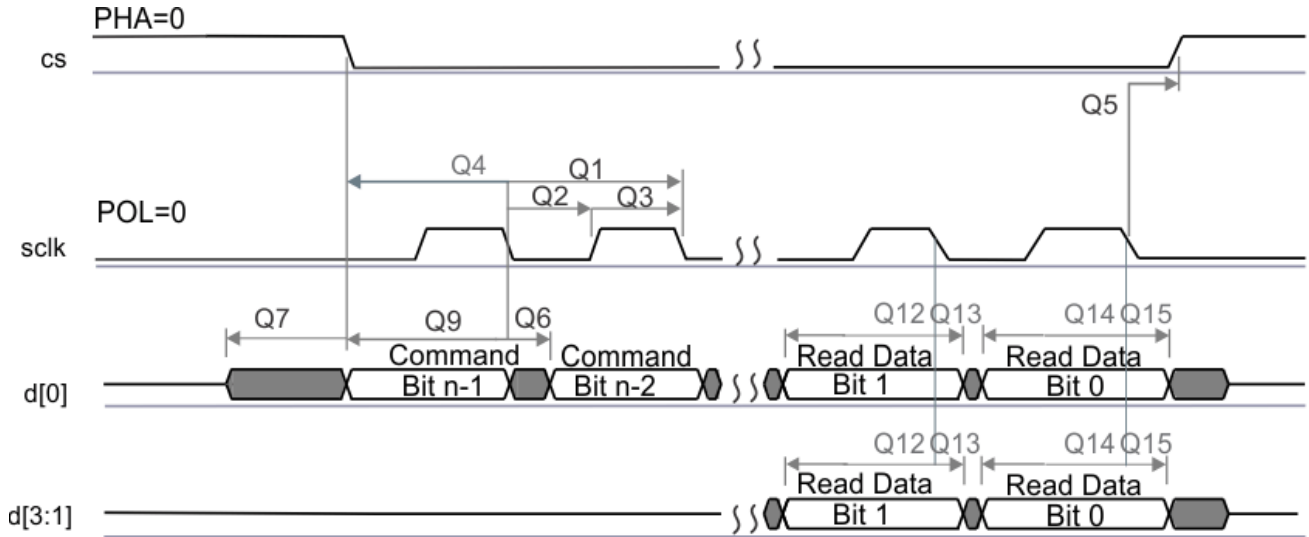 PHA=0
cs
Q5
Q4 Q1
Q2 Q3
POL=0
sclk
Q7 Q9 Q6 Q12 Q13 Q14 Q15
Command Command Read Data Read Data
d[0] Bit n-1 Bit n-2 Bit 1 Bit 0
Q12 Q13 Q14 Q15
Read Data Read Data
d[3:1] Bit 1 Bit 0